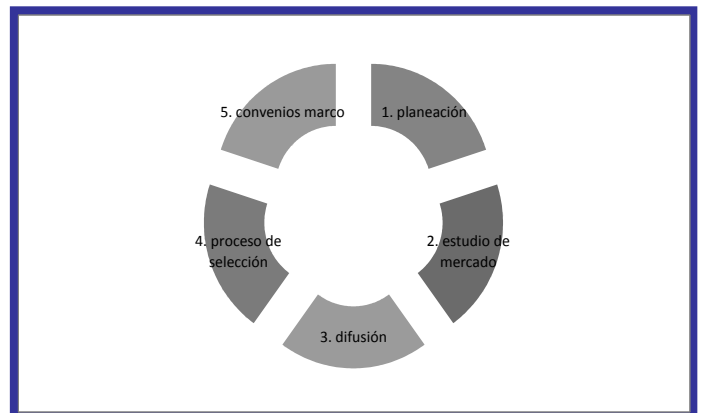 1. planeación
2. estudio de
mercado
3. difusión
4. proceso de
selección
5. convenios marco